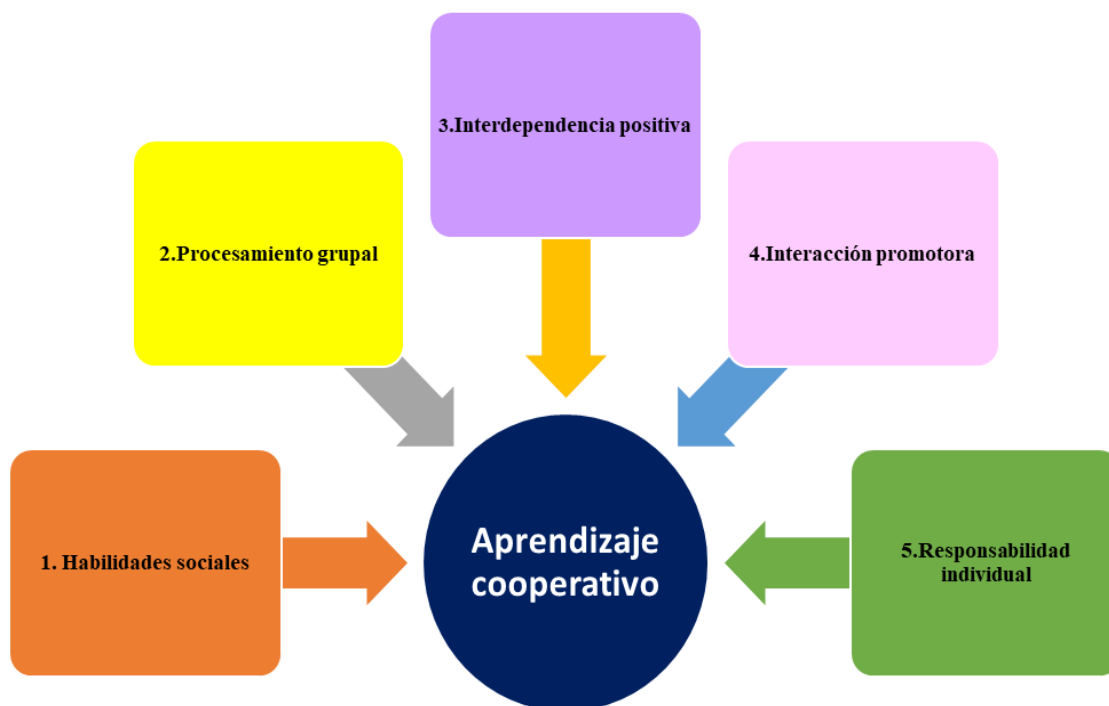 3.Interdependencia positiva
2.Procesamiento grupal
4.Interacción promotora
Aprendizaje
cooperativo
1. Habilidades sociales
5.Responsabilidad
individual